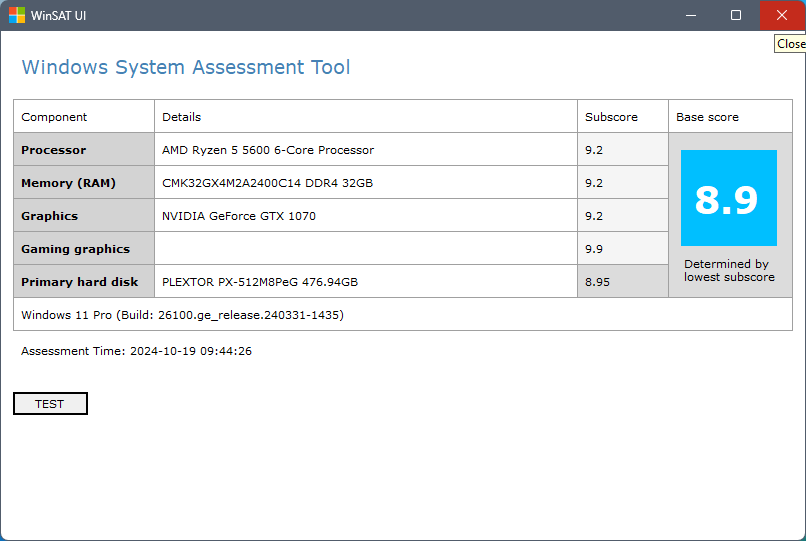 WinSAT UI
Close
Windows System Assessment Tool
Component Details Subscore Base score
Processor AMD Ryzen 5 5600 6-Core Processor 9.2
Memory (RAM) CMK32GX4M2A2400C14 DDR4 32GB 9.2
Graphics NVIDIA GeForce GTX 1070 9.2
8.9
Gaming graphics 9.9
Determined by
lowest subscore
Primary hard disk PLEXTOR PX-512M8PeG 476.94GB 8.95
Windows 11 Pro (Build: 26100.ge_release.240331-1435)
Assessment Time: 2024-10-19 09:44:26
TEST